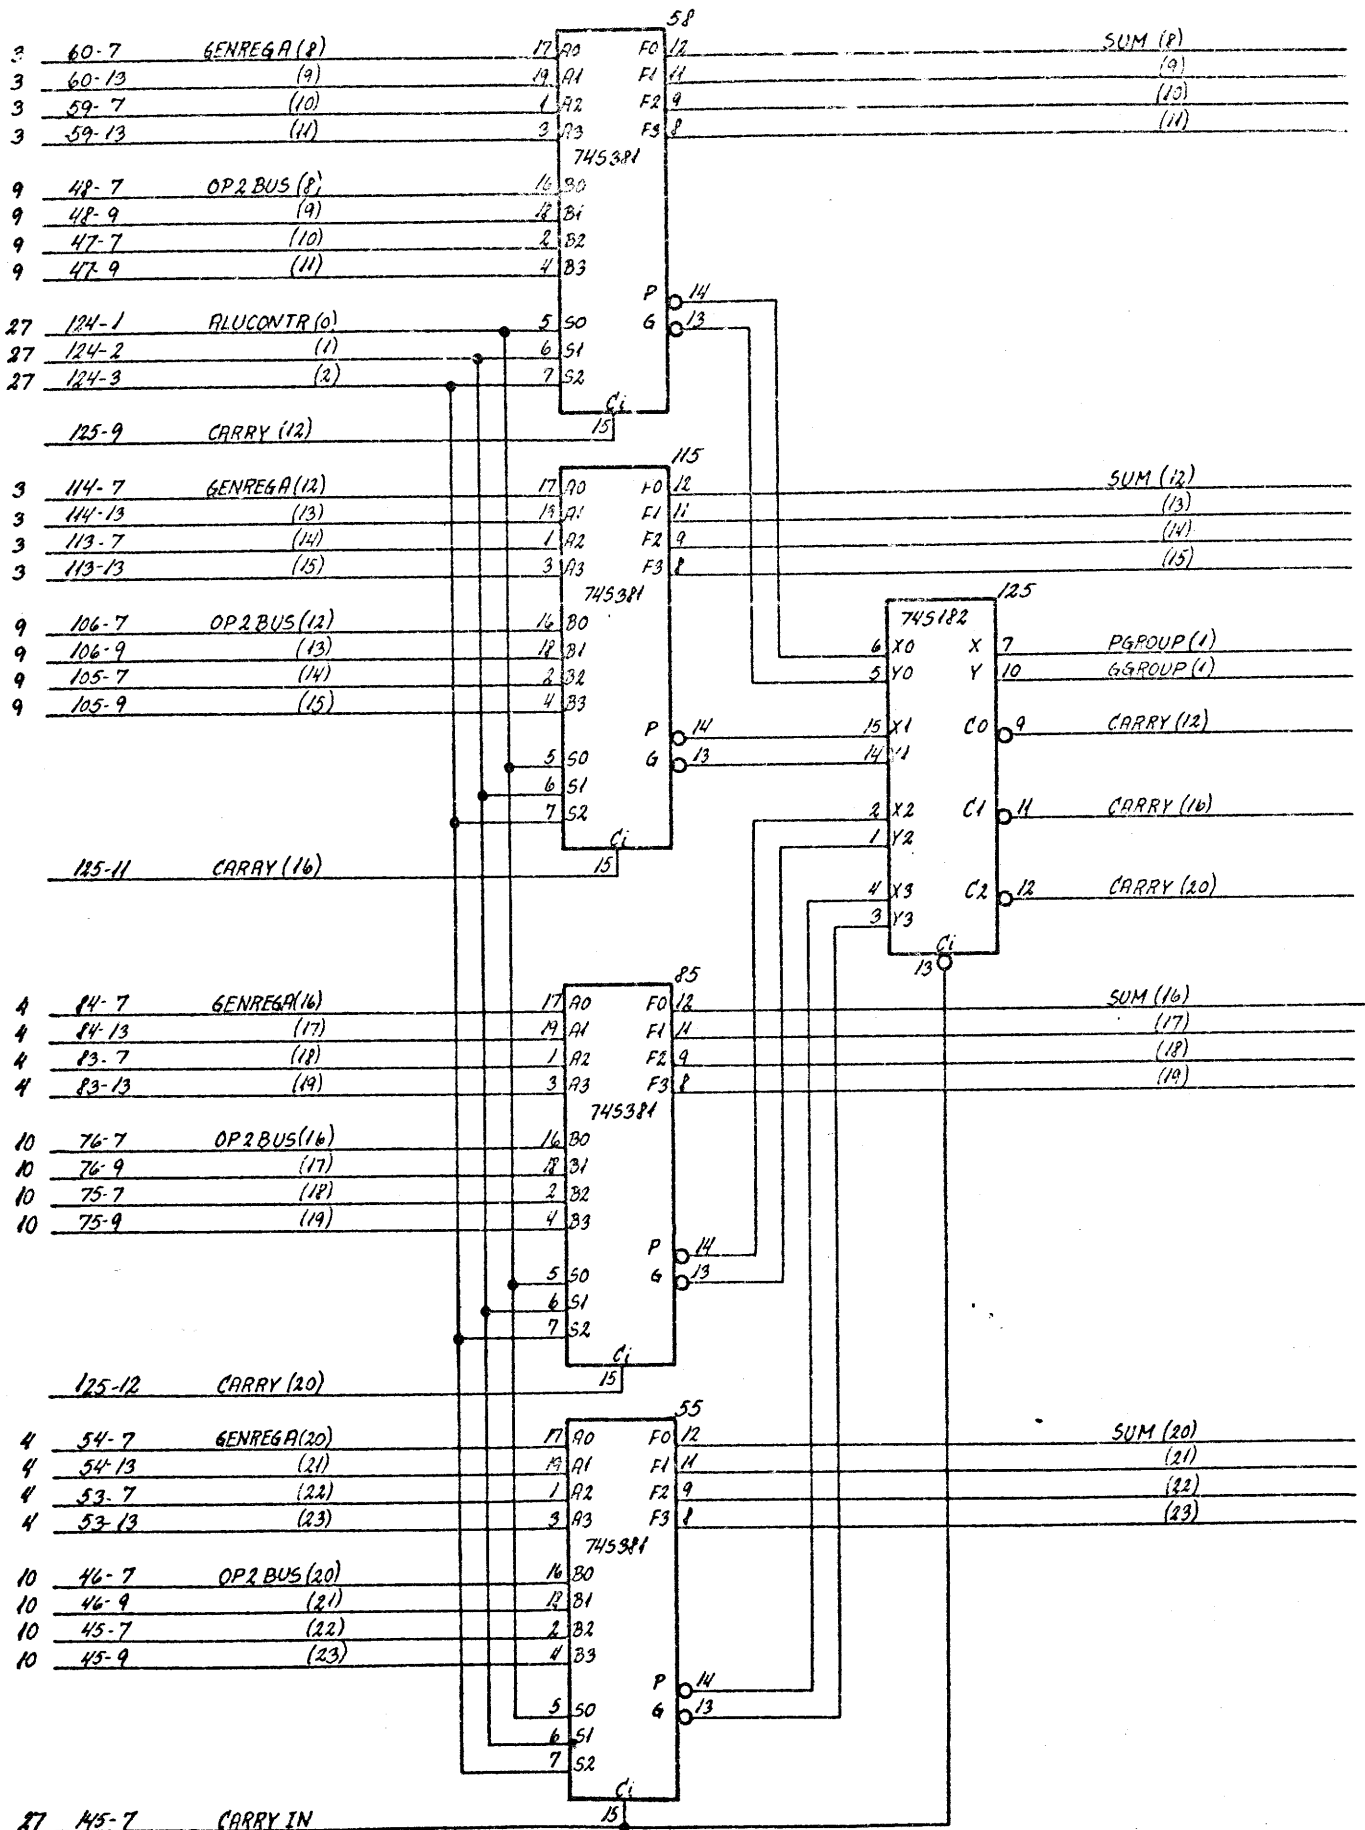 58
3 60-7 GENREGA(8) 17 A0 F0 12 SUM (8)
3 60-13 (9) 19 A1 F1 11 (9)
3 59-7 (10) 1 A2 F2 9 (10)
3 59-13 (11) 3 A3 F3 8 (11)
74S381
9 48-7 OP2BUS(8) 16 B0
9 48-9 (9) 18 B1
9 47-7 (10) 2 B2
9 47-9 (11) 4 B3
P 14
27 124-1 ALUCONTR(0) 5 S0 G 13
27 124-2 (1) 6 S1
27 124-3 (2) 7 S2
Ci
125-9 CARRY (12) 15
115
3 114-7 GENREGA(12) 17 A0 F0 12 SUM (12)
3 114-13 (13) 19 A1 F1 11 (13)
3 113-7 (14) 1 A2 F2 9 (14)
3 113-13 (15) 3 A3 F3 8 (15)
74S381 125
74S182
9 106-7 OP2BUS(12) 16 B0
9 106-9 (13) 18 B1 6 X0 X 7 PGROUP(1)
9 105-7 (14) 2 B2 5 Y0 Y 10 GGROUP(1)
9 105-9 (15) 4 B3
P 14 15 X1 C0 9 CARRY(12)
5 S0 G 13 14 Y1
6 S1
7 S2 2 X2 C1 11 CARRY(16)
Ci 1 Y2
125-11 CARAY(16) 15
4 X3 C2 12 CARRY(20)
3 Y3
Ci
13
85
4 84-7 GENREGA(16) 17 A0 F0 12 SUM (16)
4 84-13 (17) 19 A1 F1 11 (17)
4 83-7 (18) 1 A2 F2 9 (18)
4 83-13 (19) 3 A3 F3 8 (19)
74S381
10 76-7 OP2BUS(16) 16 B0
10 76-9 (17) 18 B1
10 75-7 (18) 2 B2
10 75-9 (19) 4 B3
P 14
5 S0 G 13
6 S1
7 S2
Ci
125-12 CARRY(20) 15
55
4 54-7 GENREGA(20) 17 A0 F0 12 SUM (20)
4 54-13 (21) 19 A1 F1 11 (21)
4 53-7 (22) 1 A2 F2 9 (22)
4 53-13 (23) 3 A3 F3 8 (23)
74S381
10 46-7 OP2BUS(20) 16 B0
10 46-9 (21) 18 B1
10 45-7 (22) 2 B2
10 45-9 (23) 4 B3
P 14
5 S0 G 13
6 S1
7 S2
Ci
27 145-7 CARRY IN 15